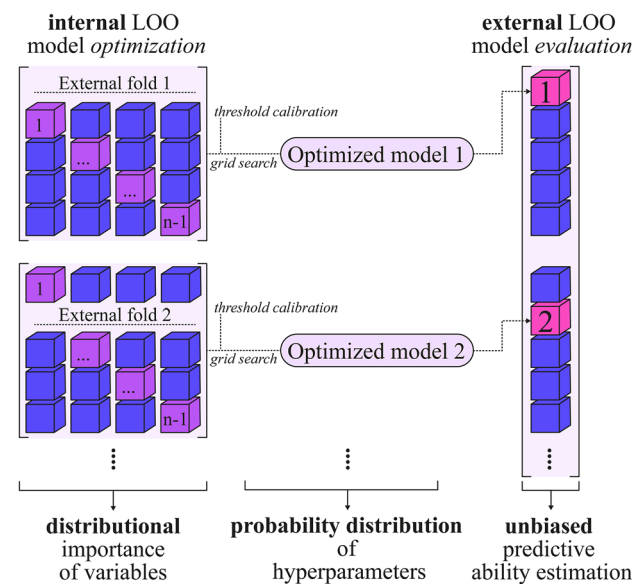 internal LOO
model optimization
external LOO
model evaluation
External fold 1
1
...
...
n-1
threshold calibration
grid search
Optimized model 1
1
1
External fold 2
...
...
n-1
threshold calibration
grid search
Optimized model 2
2
distributional
importance
of variables
probability distribution
of
hyperparameters
unbiased
predictive
ability estimation